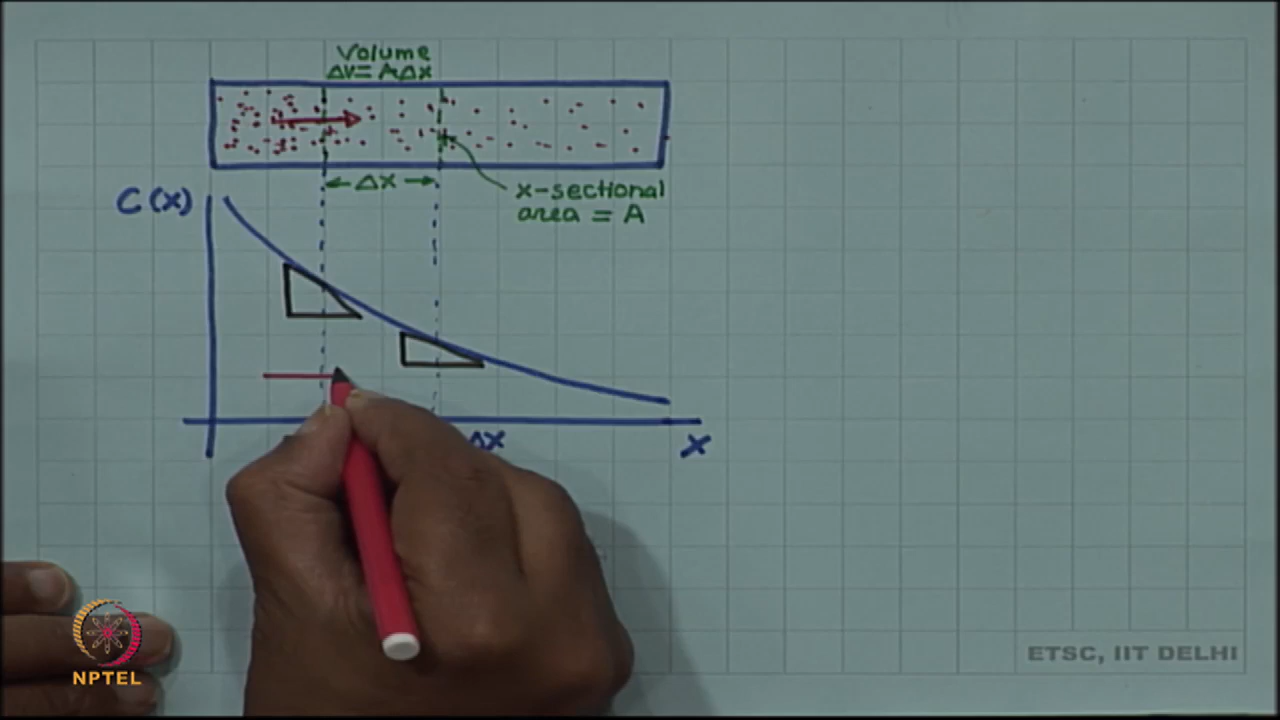 Volume
ΔV= AΔx
← Δx →
x-sectional
area = A
C(x)
Δx
x
NPTEL
ETSC, IIT DELHI